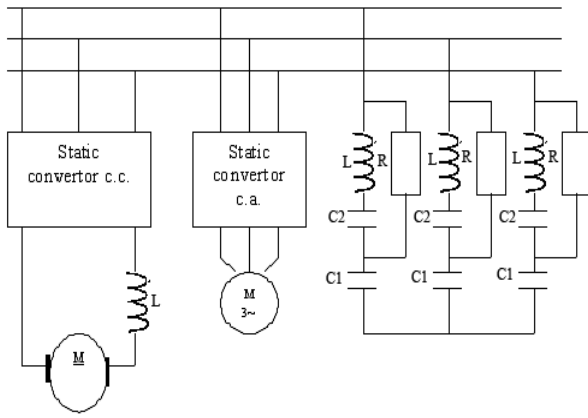 Static
convertor c.c.
Static
convertor
c.a.
L
R
L
R
L
R
C2
C2
C2
C1
C1
C1
L
M
3~
M